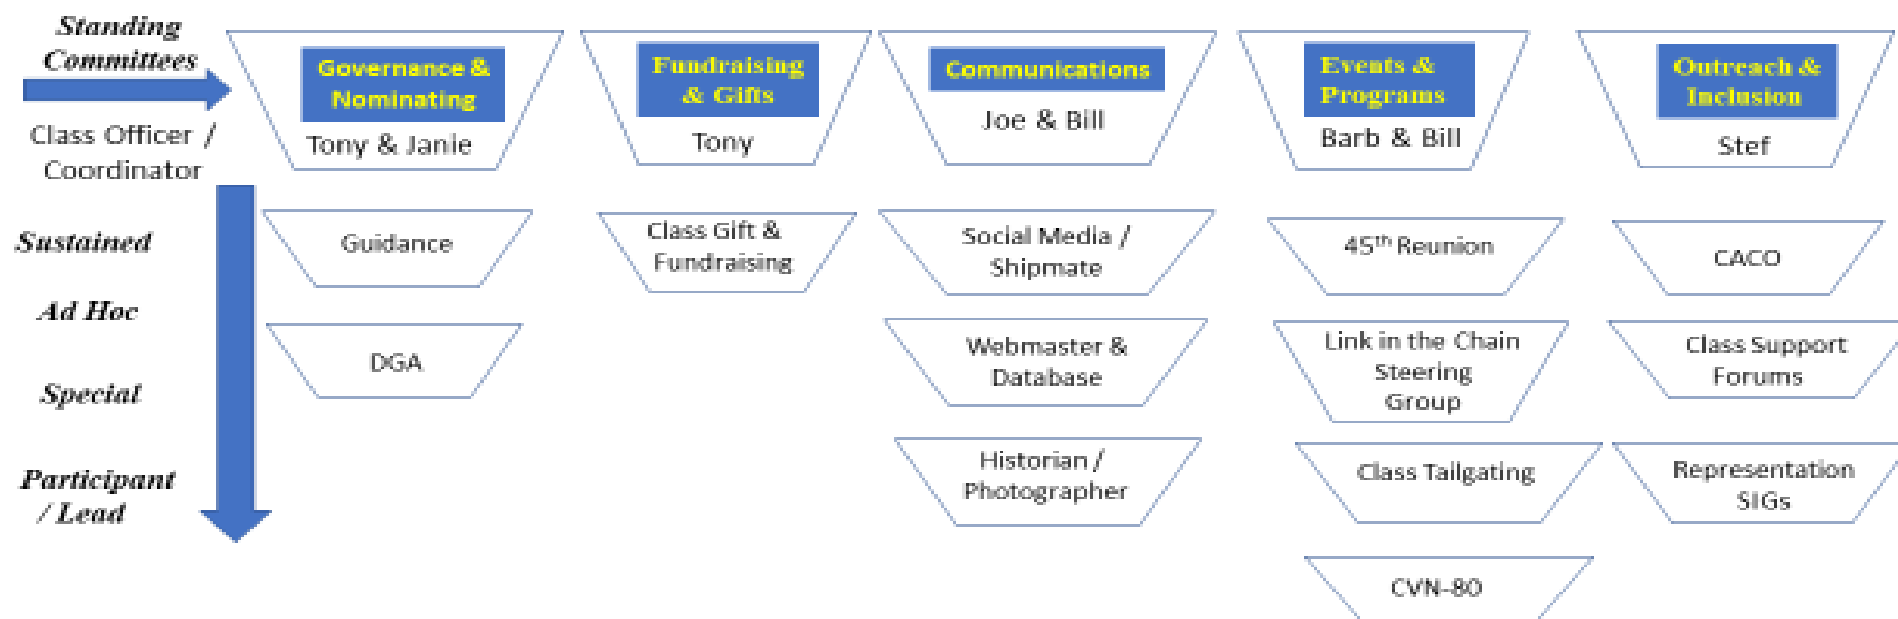 Standing
Committees
Class Officer /
Coordinator
Sustained
Ad Hoc
Special
Participant
/ Lead
Governance &
Nominating
Tony & Janie
Guidance
DGA
Fundraising
& Gifts
Tony
Class Gift &
Fundraising
Communications
Joe & Bill
Social Media /
Shipmate
Webmaster &
Database
Historian /
Photographer
Events &
Programs
Barb & Bill
45th Reunion
Link in the Chain
Steering
Group
Class Tailgating
CVN-80
Outreach &
Inclusion
Stef
CACO
Class Support
Forums
Representation
SIGs